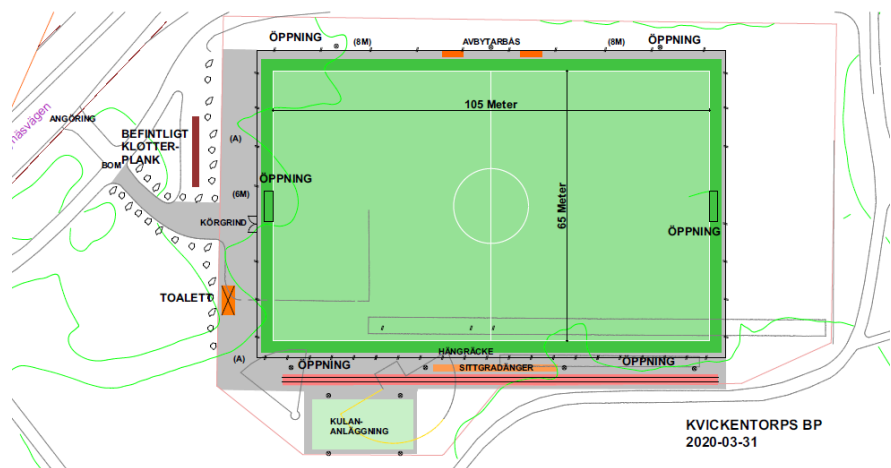 ÖPPNING
(8M)
AVBYTARBÅS
(8M)
ÖPPNING
105 Meter
ANGÖRING
BEFINTLIGT
KLOTTER-
PLANK
(A)
BOM
ÖPPNING
(6M)
65 Meter
KÖRGRIND
ÖPPNING
TOALETT
HÄNGRÄCKE
(A)
ÖPPNING
SITTGRADÄNGER
ÖPPNING
KULAN-
ANLÄGGNING
KVICKENTORPS BP
2020-03-31